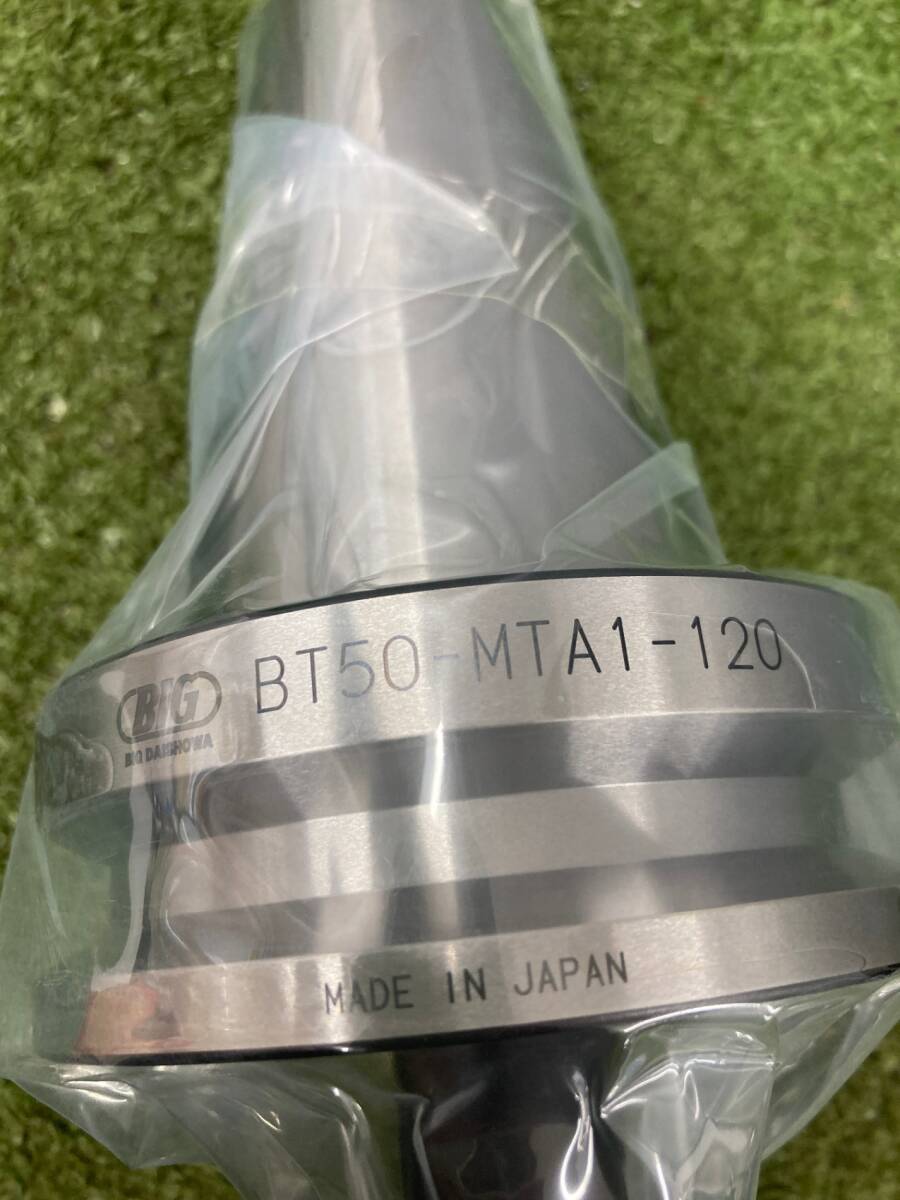 BT50-MTA1-120
BIG
BIG DAISHOWA
MADE IN JAPAN